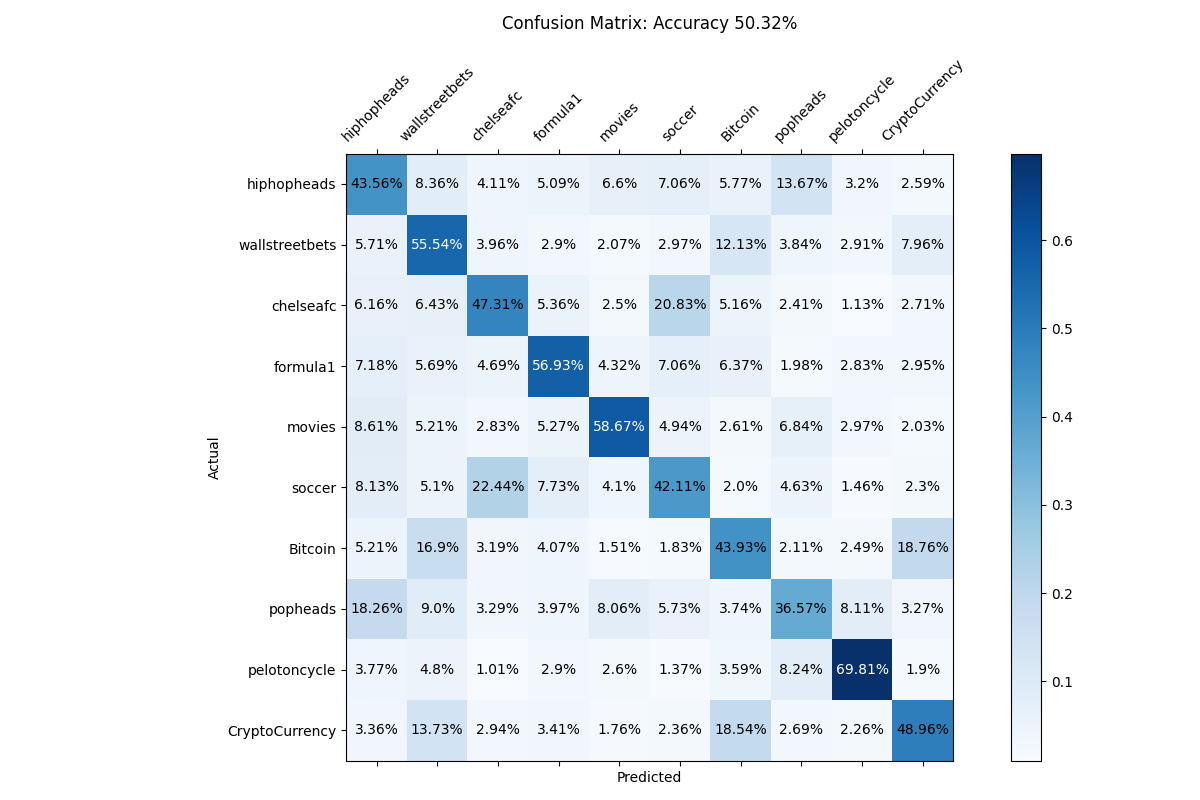 Confusion Matrix: Accuracy 50.32%
hiphopheads wallstreetbets chelseafc formula1 movies soccer Bitcoin popheads pelotoncycle CryptoCurrency
hiphopheads 43.56% 8.36% 4.11% 5.09% 6.6% 7.06% 5.77% 13.67% 3.2% 2.59%
wallstreetbets 5.71% 55.54% 3.96% 2.9% 2.07% 2.97% 12.13% 3.84% 2.91% 7.96%
chelseafc 6.16% 6.43% 47.31% 5.36% 2.5% 20.83% 5.16% 2.41% 1.13% 2.71%
formula1 7.18% 5.69% 4.69% 56.93% 4.32% 7.06% 6.37% 1.98% 2.83% 2.95%
movies 8.61% 5.21% 2.83% 5.27% 58.67% 4.94% 2.61% 6.84% 2.97% 2.03%
soccer 8.13% 5.1% 22.44% 7.73% 4.1% 42.11% 2.0% 4.63% 1.46% 2.3%
Bitcoin 5.21% 16.9% 3.19% 4.07% 1.51% 1.83% 43.93% 2.11% 2.49% 18.76%
popheads 18.26% 9.0% 3.29% 3.97% 8.06% 5.73% 3.74% 36.57% 8.11% 3.27%
pelotoncycle 3.77% 4.8% 1.01% 2.9% 2.6% 1.37% 3.59% 8.24% 69.81% 1.9%
CryptoCurrency 3.36% 13.73% 2.94% 3.41% 1.76% 2.36% 18.54% 2.69% 2.26% 48.96%
Actual
Predicted
0.6
0.5
0.4
0.3
0.2
0.1